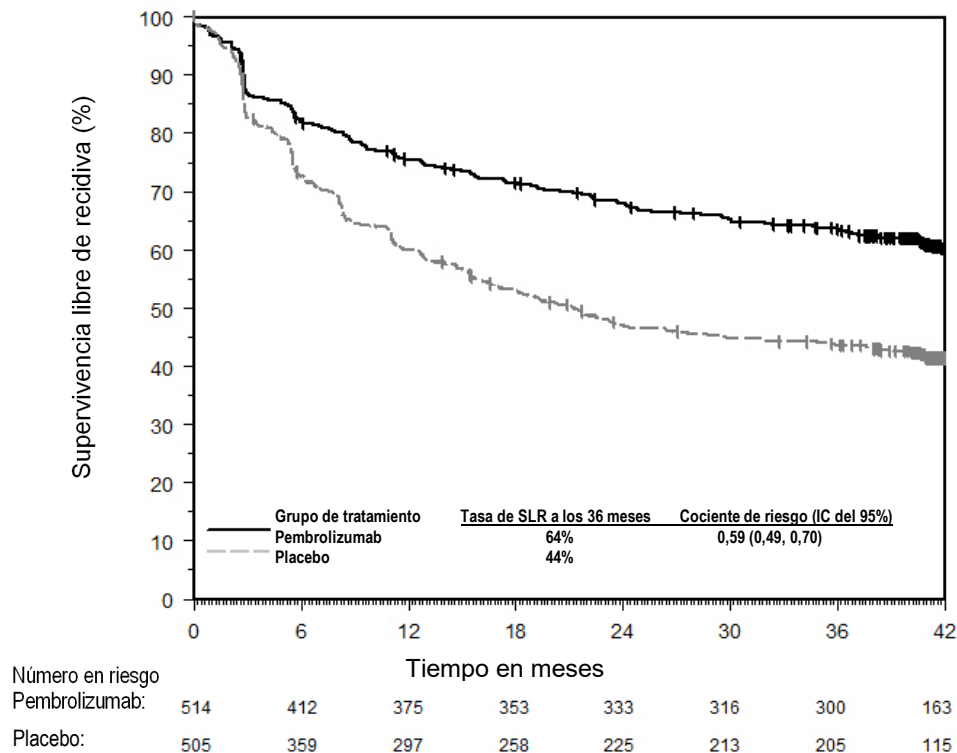 Supervivencia libre de recidiva (%)
100
90
80
70
60
50
40
30
20
10
0
Grupo de tratamiento Tasa de SLR a los 36 meses Cociente de riesgo (IC del 95%)
Pembrolizumab 64% 0,59 (0,49, 0,70)
Placebo 44%
0 6 12 18 24 30 36 42
Tiempo en meses
Número en riesgo
Pembrolizumab: 514 412 375 353 333 316 300 163
Placebo: 505 359 297 258 225 213 205 115